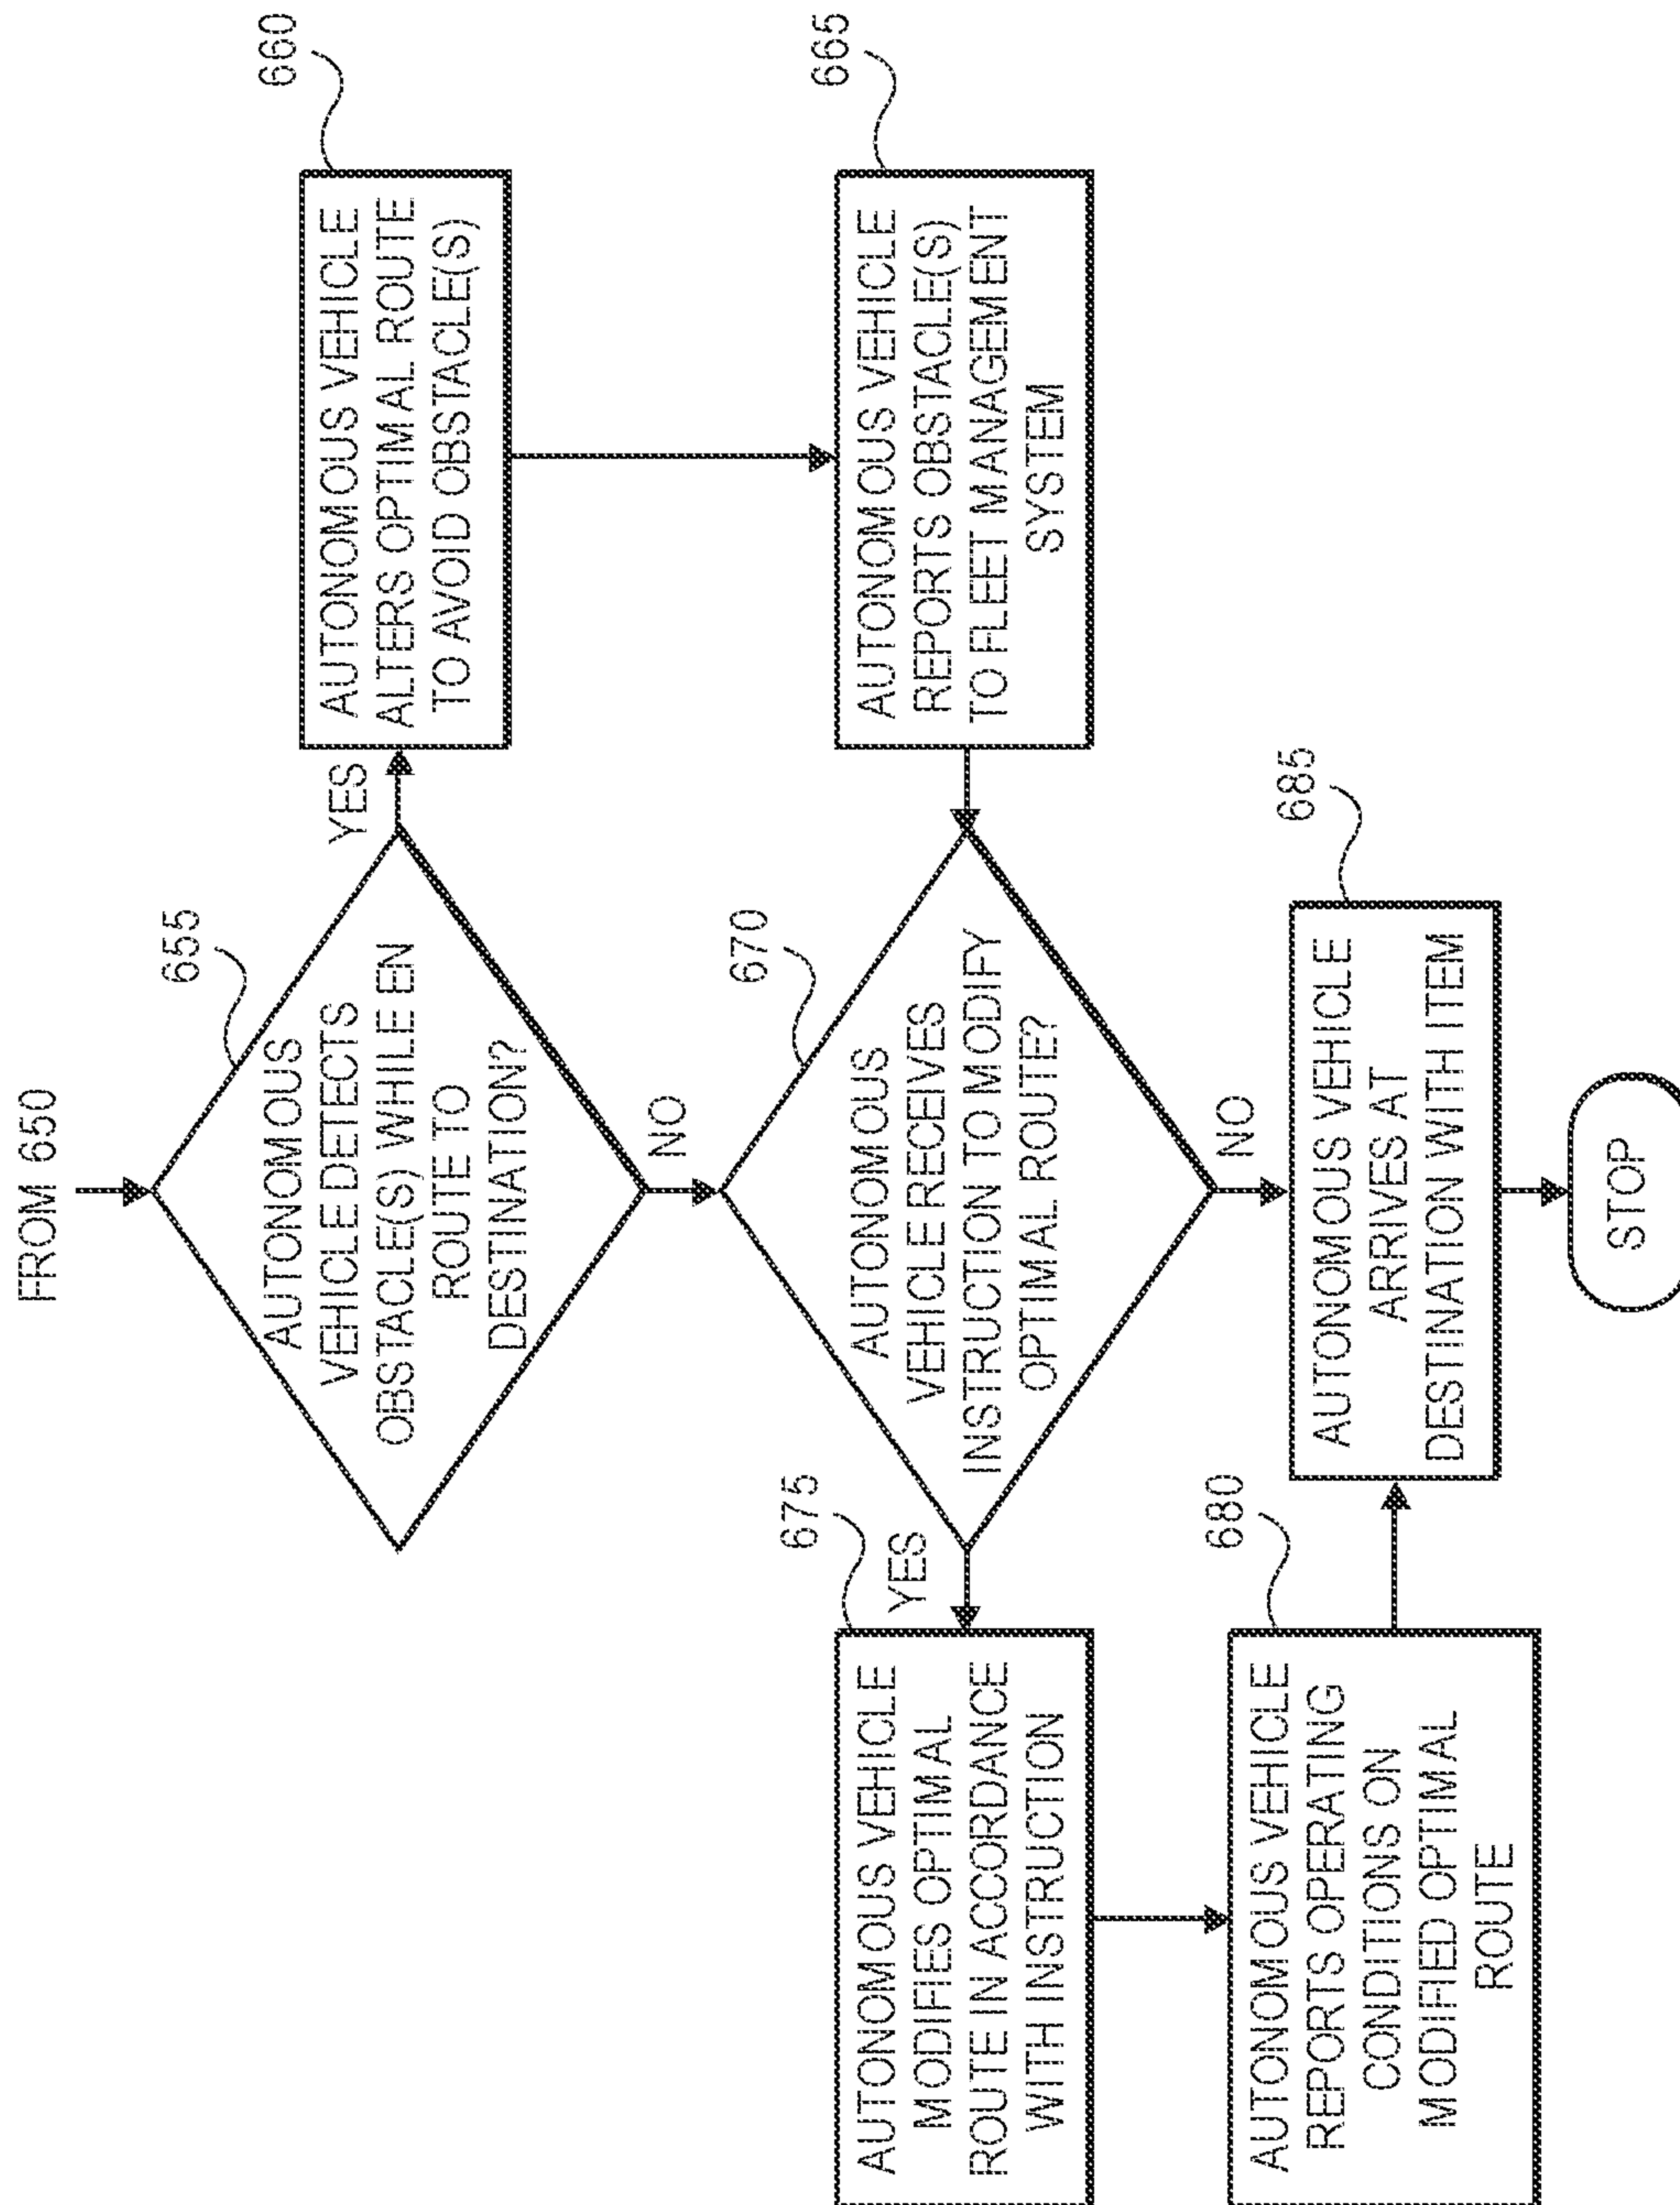 FROM 650
655
AUTONOMOUS
VEHICLE DETECTS
OBSTACLE(S) WHILE EN
ROUTE TO
DESTINATION?
YES
NO
660
AUTONOMOUS VEHICLE
ALTERS OPTIMAL ROUTE
TO AVOID OBSTACLE(S)
665
AUTONOMOUS VEHICLE
REPORTS OBSTACLE(S)
TO FLEET MANAGEMENT
SYSTEM
670
AUTONOMOUS
VEHICLE RECEIVES
INSTRUCTION TO MODIFY
OPTIMAL ROUTE?
YES
NO
675
AUTONOMOUS VEHICLE
MODIFIES OPTIMAL
ROUTE IN ACCORDANCE
WITH INSTRUCTION
680
AUTONOMOUS VEHICLE
REPORTS OPERATING
CONDITIONS ON
MODIFIED OPTIMAL
ROUTE
685
AUTONOMOUS VEHICLE
ARRIVES AT
DESTINATION WITH ITEM
STOP